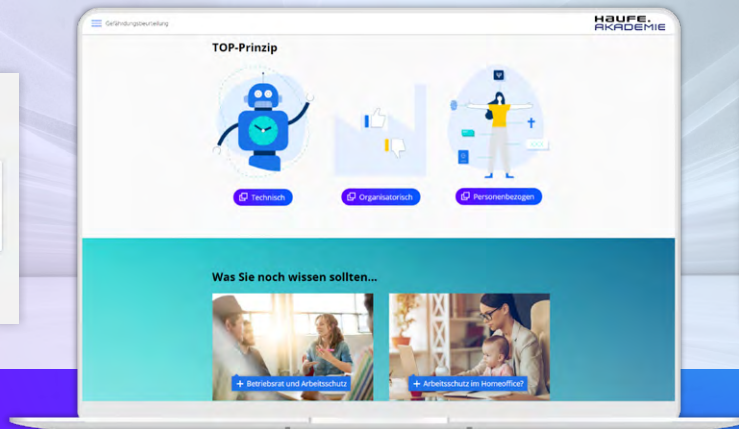 Gefährdungsbeurteilung
HAUFE.
AKADEMIE
TOP-Prinzip
Technisch
Organisatorisch
Personenbezogen
Was Sie noch wissen sollten...
+ Betriebsrat und Arbeitsschutz
+ Arbeitsschutz im Homeoffice?